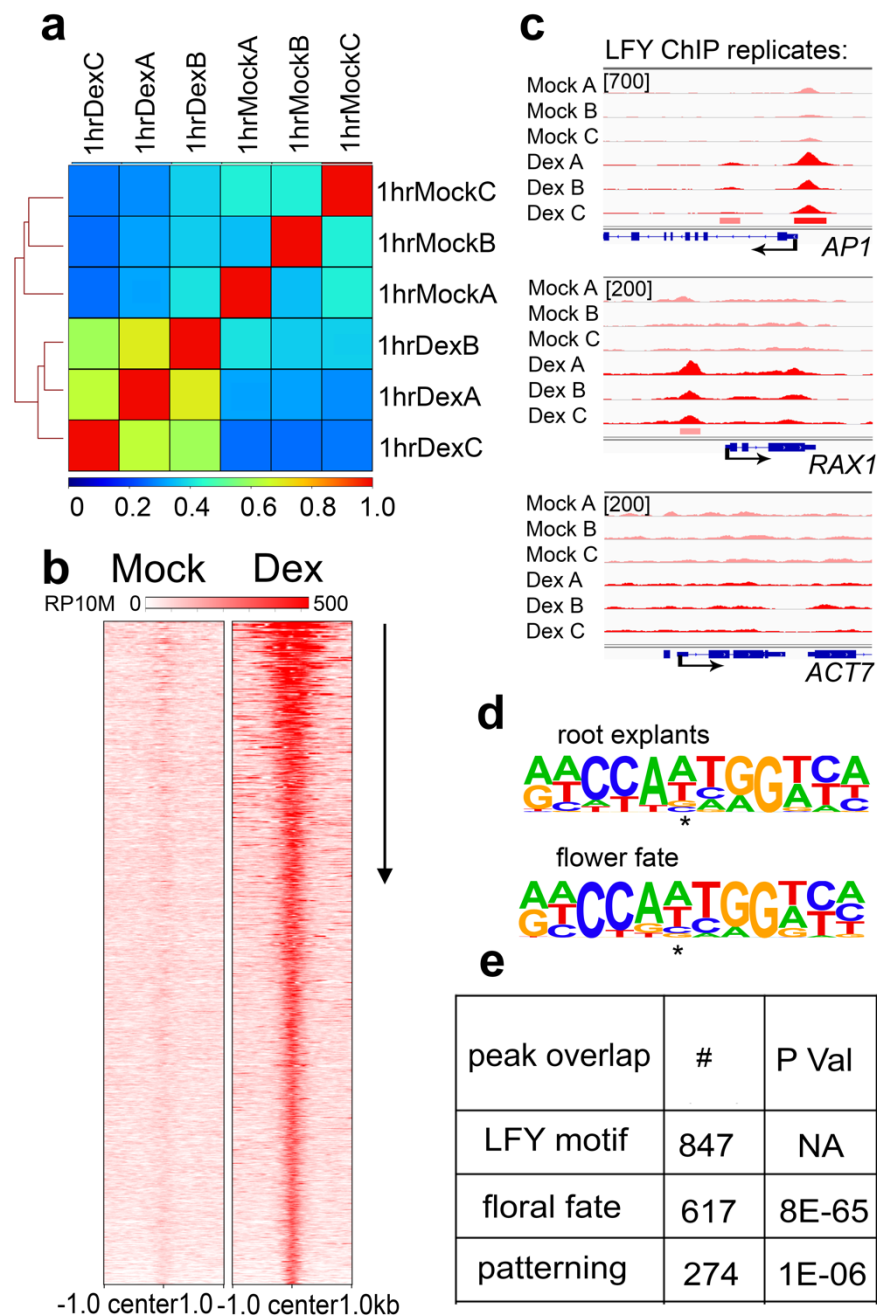 a
1hrDexC
1hrDexA
1hrDexB
1hrMockA
1hrMockB
1hrMockC
1hrMockC
1hrMockB
1hrMockA
1hrDexB
1hrDexA
1hrDexC
0 0.2 0.4 0.6 0.8 1.0
b
Mock Dex
RP10M 0 500
-1.0 center1.0 -1.0 center1.0kb
c
LFY ChIP replicates:
Mock A [700]
Mock B
Mock C
Dex A
Dex B
Dex C
AP1
Mock A [200]
Mock B
Mock C
Dex A
Dex B
Dex C
RAX1
Mock A [200]
Mock B
Mock C
Dex A
Dex B
Dex C
ACT7
d
root explants
*
flower fate
*
e
peak overlap # P Val
LFY motif 847 NA
floral fate 617 8E-65
patterning 274 1E-06